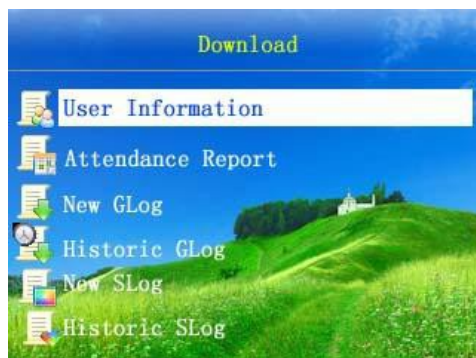 Download
User Information
Attendance Report
New GLog
Historic GLog
New SLog
Historic SLog